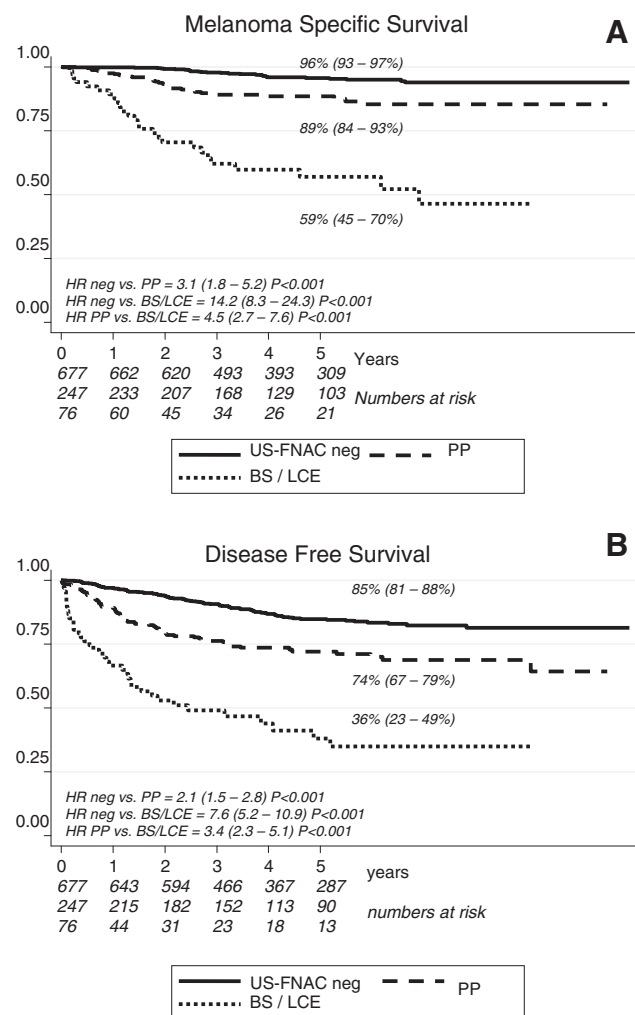 Melanoma Specific Survival
A
1.00
96% (93 – 97%)
0.75
89% (84 – 93%)
0.50
59% (45 – 70%)
0.25
HR neg vs. PP = 3.1 (1.8 – 5.2) P<0.001
HR neg vs. BS/LCE = 14.2 (8.3 – 24.3) P<0.001
0.00
HR PP vs. BS/LCE = 4.5 (2.7 – 7.6) P<0.001
0 1 2 3 4 5 Years
677 662 620 493 393 309
247 233 207 168 129 103 Numbers at risk
76 60 45 34 26 21
US-FNAC neg PP
BS / LCE
B
Disease Free Survival
1.00
85% (81 – 88%)
0.75
74% (67 – 79%)
0.50
36% (23 – 49%)
0.25
HR neg vs. PP = 2.1 (1.5 – 2.8) P<0.001
HR neg vs. BS/LCE = 7.6 (5.2 – 10.9) P<0.001
0.00
HR PP vs. BS/LCE = 3.4 (2.3 – 5.1) P<0.001
0 1 2 3 4 5 years
677 643 594 466 367 287
247 215 182 152 113 90 numbers at risk
76 44 31 23 18 13
US-FNAC neg PP
BS / LCE